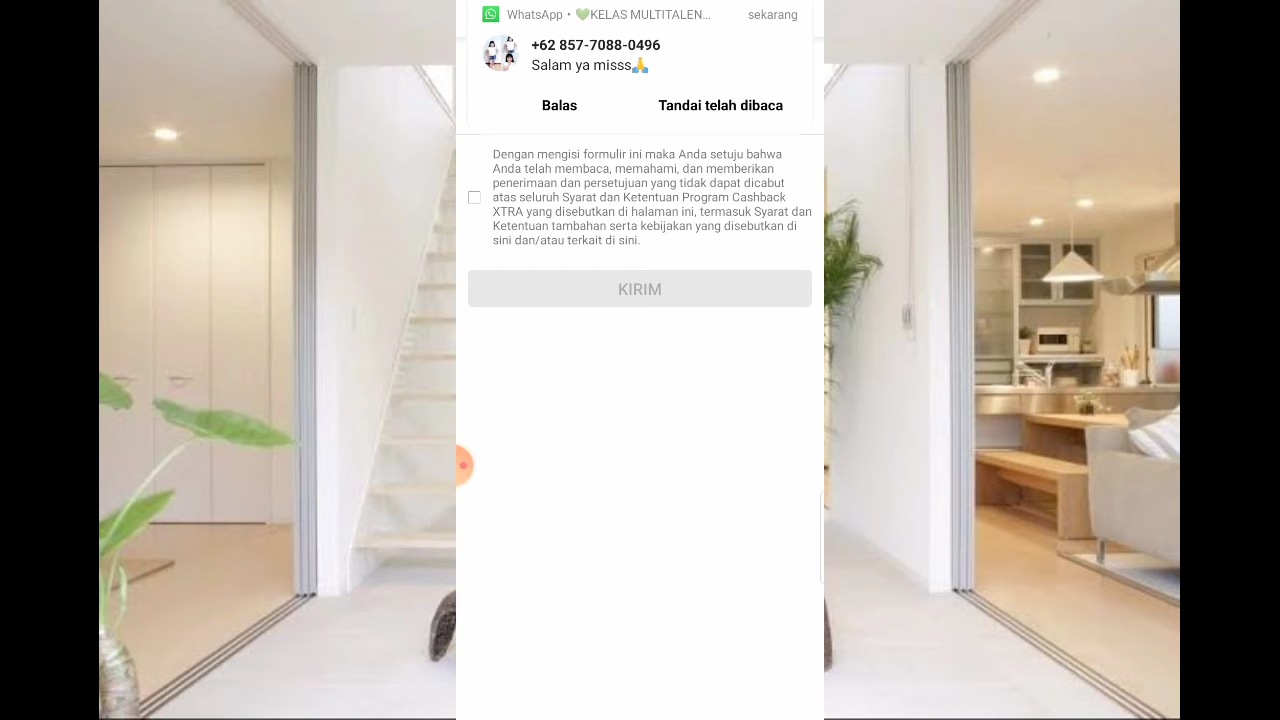 WhatsApp • 💚KELAS MULTITALEN... sekarang
+62 857-7088-0496
Salam ya misss🙏
Balas Tandai telah dibaca
Dengan mengisi formulir ini maka Anda setuju bahwa
Anda telah membaca, memahami, dan memberikan
penerimaan dan persetujuan yang tidak dapat dicabut
atas seluruh Syarat dan Ketentuan Program Cashback
XTRA yang disebutkan di halaman ini, termasuk Syarat dan
Ketentuan tambahan serta kebijakan yang disebutkan di
sini dan/atau terkait di sini.
KIRIM